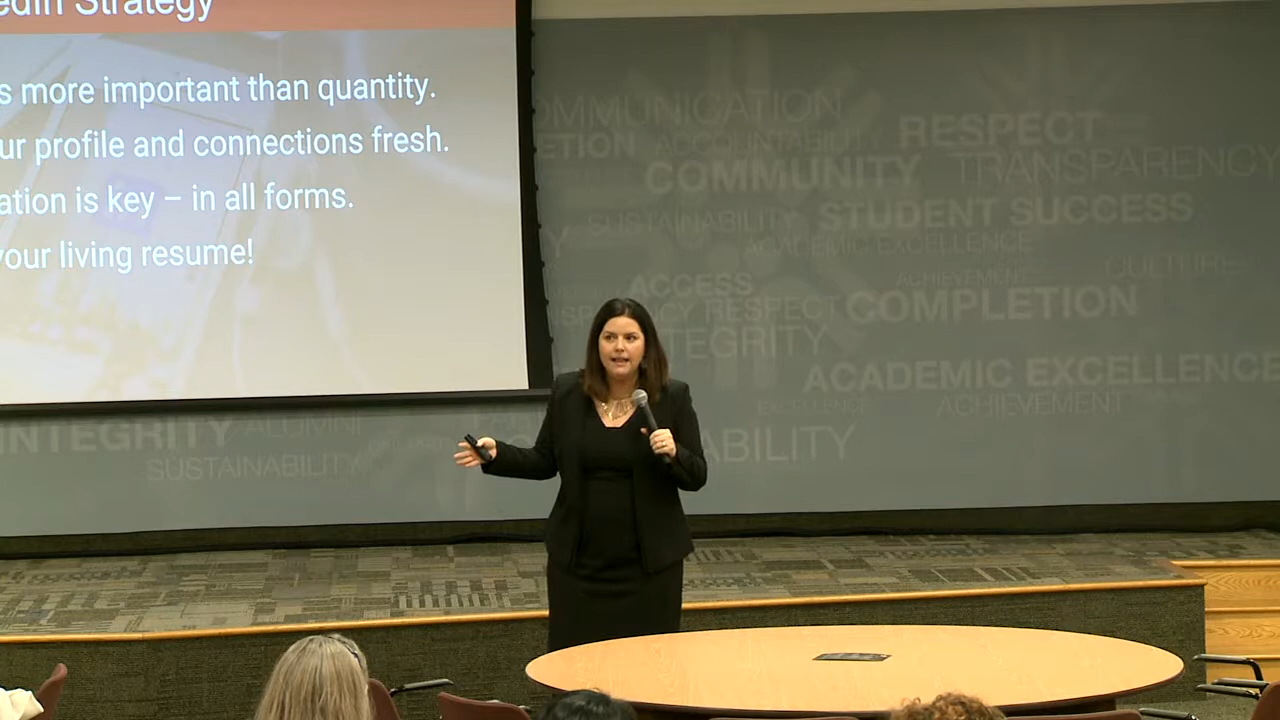 edIn Strategy
s more important than quantity.
ur profile and connections fresh.
ation is key – in all forms.
your living resume!
OMMUNICATION
ETION ACCOUNTABILITY RESPECT
COMMUNITY TRANSPARENCY
SUSTAINABILITY STUDENT SUCCESS
ACADEMIC EXCELLENCE
ACHIEVEMENT CULTURE
ACCESS
RESPECT COMPLETION
TEGRITY
ACADEMIC EXCELLENCE
EXCELLENCE ACHIEVEMENT
INTEGRITY ALUMNI
ABILITY
SUSTAINABILITY